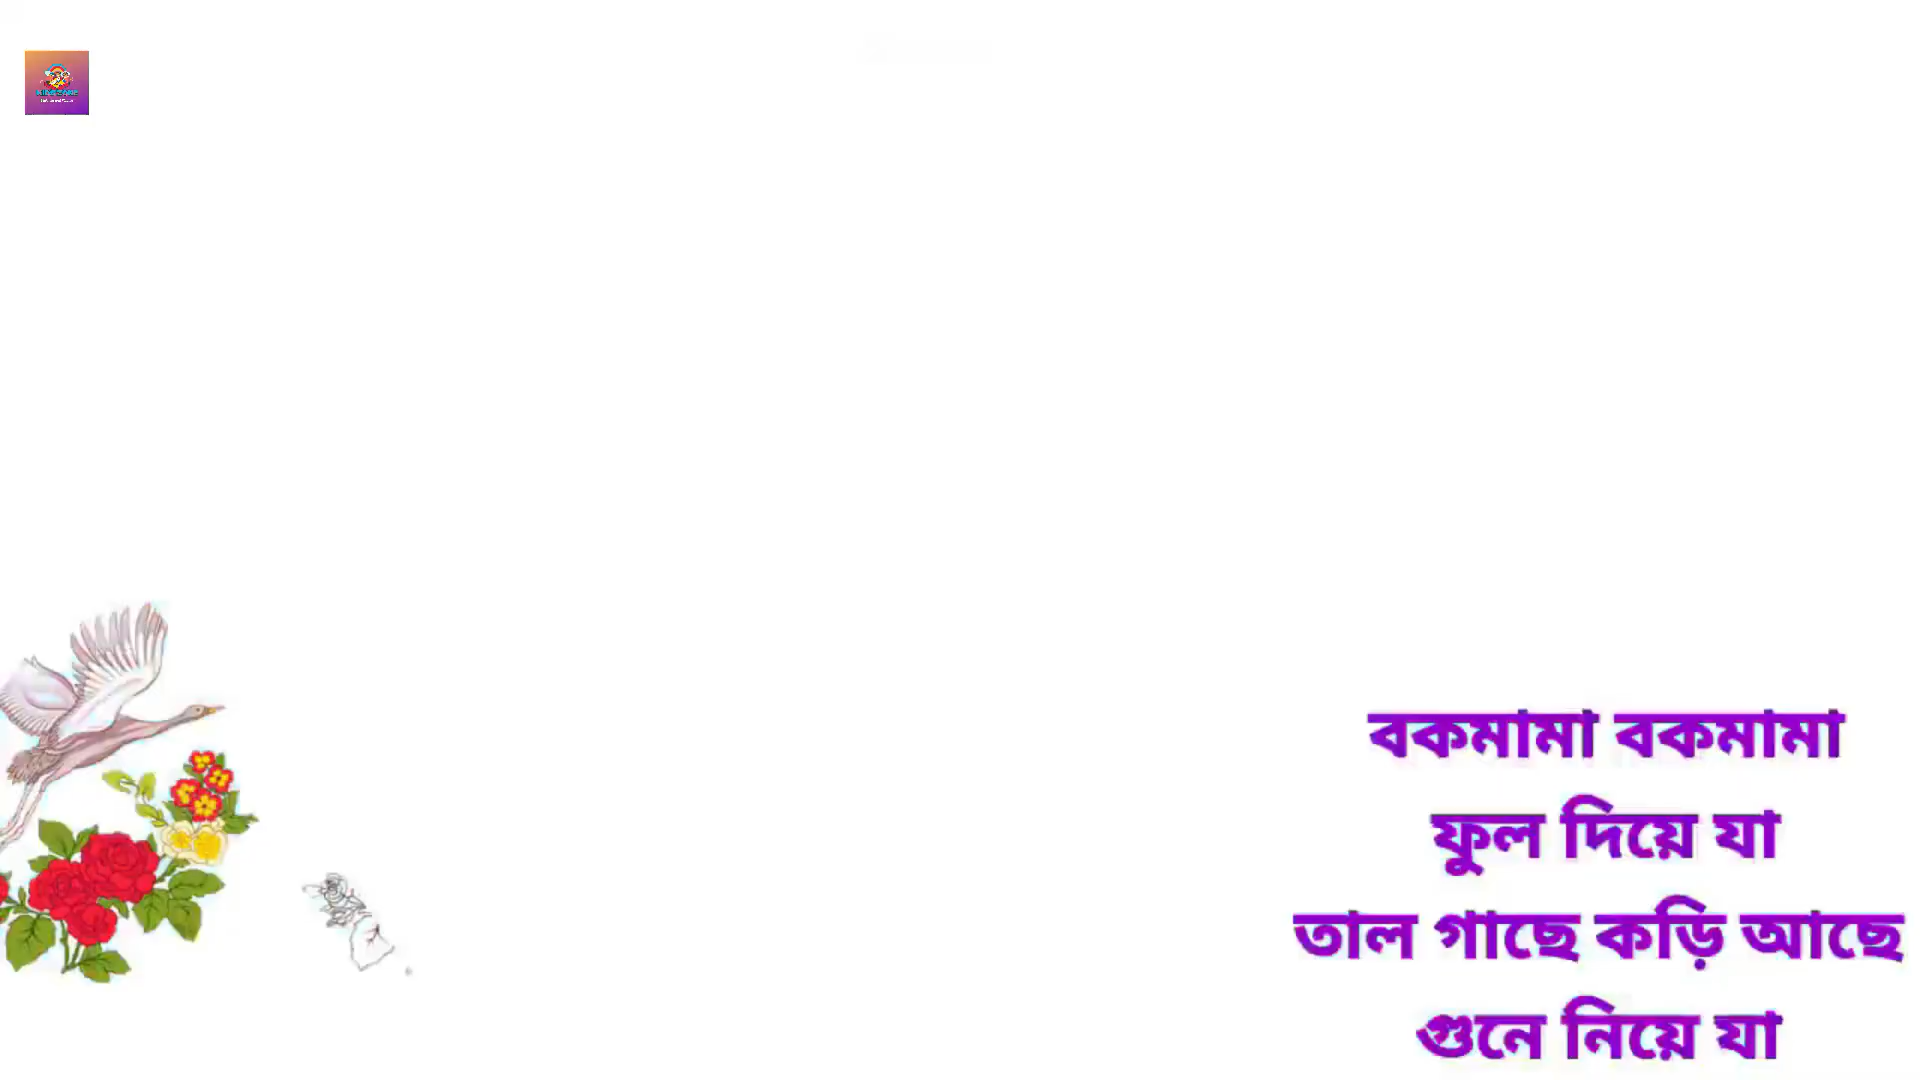 বকমামা বকমামা
ফুল দিয়ে যা
তাল গাছে কড়ি আছে
গুনে নিয়ে যা